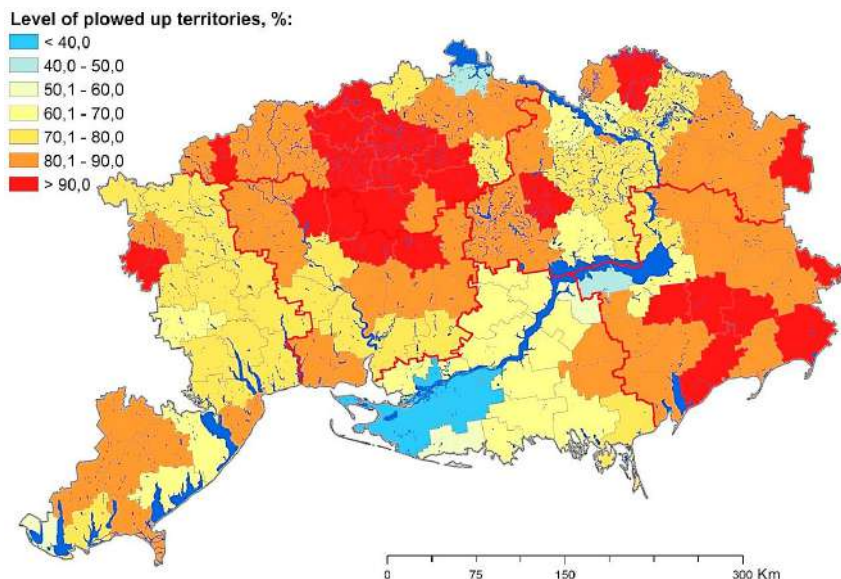 Level of plowed up territories, %:
< 40,0
40,0 - 50,0
50,1 - 60,0
60,1 - 70,0
70,1 - 80,0
80,1 - 90,0
> 90,0
0 75 150 300 Km